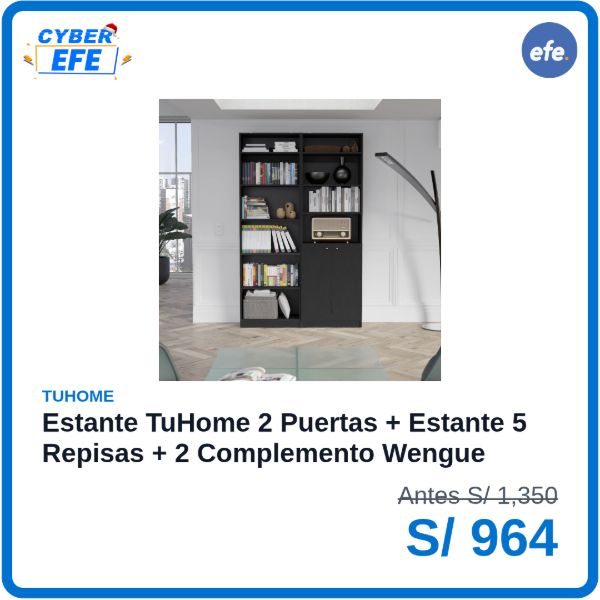 CYBER
EFE
efe.
TUHOME
Estante TuHome 2 Puertas + Estante 5
Repisas + 2 Complemento Wengue
Antes S/ 1,350
S/ 964